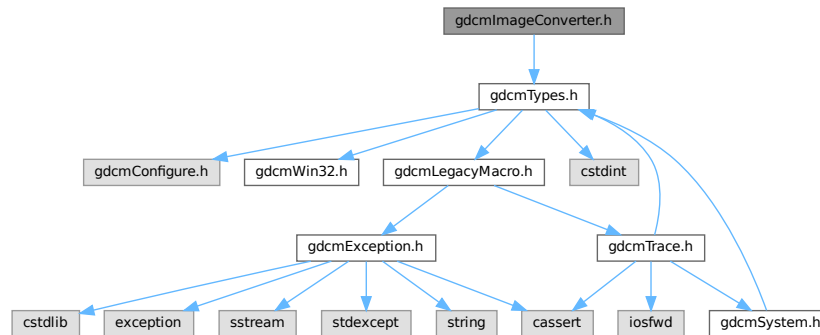 gdcmImageConverter.h
gdcmTypes.h
gdcmConfigure.h
gdcmWin32.h
gdcmLegacyMacro.h
cstdint
gdcmException.h
gdcmTrace.h
cstdlib
exception
sstream
stdexcept
string
cassert
iosfwd
gdcmSystem.h